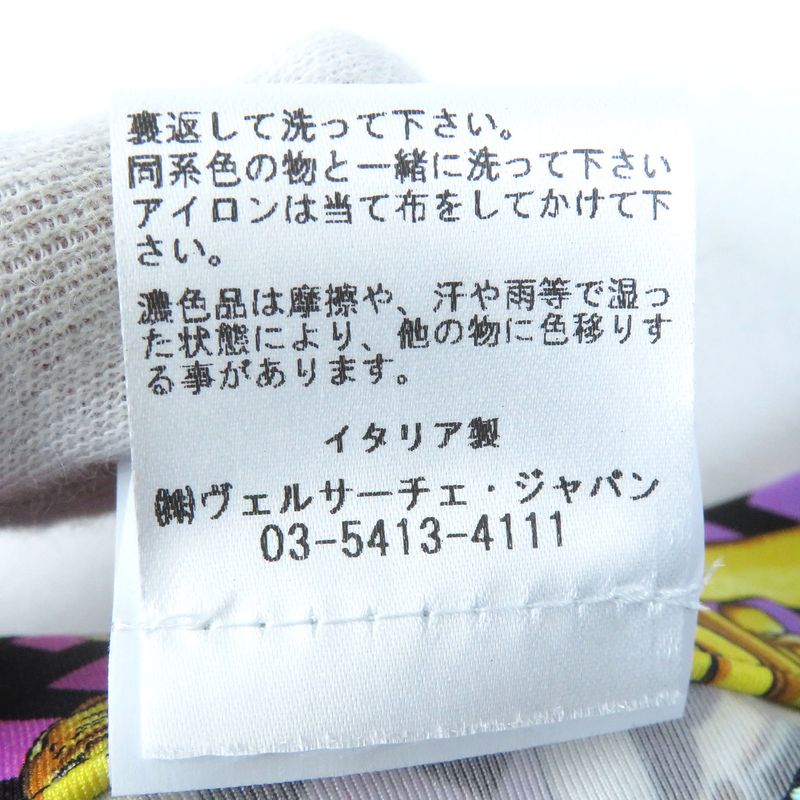 裏返して洗って下さい。
同系色の物と一緒に洗って下さい
アイロンは当て布をしてかけて下
さい。
濃色品は摩擦や、汗や雨等で湿っ
た状態により、他の物に色移りす
る事があります。
イタリア製
㈱ヴェルサーチェ・ジャパン
03-5413-4111